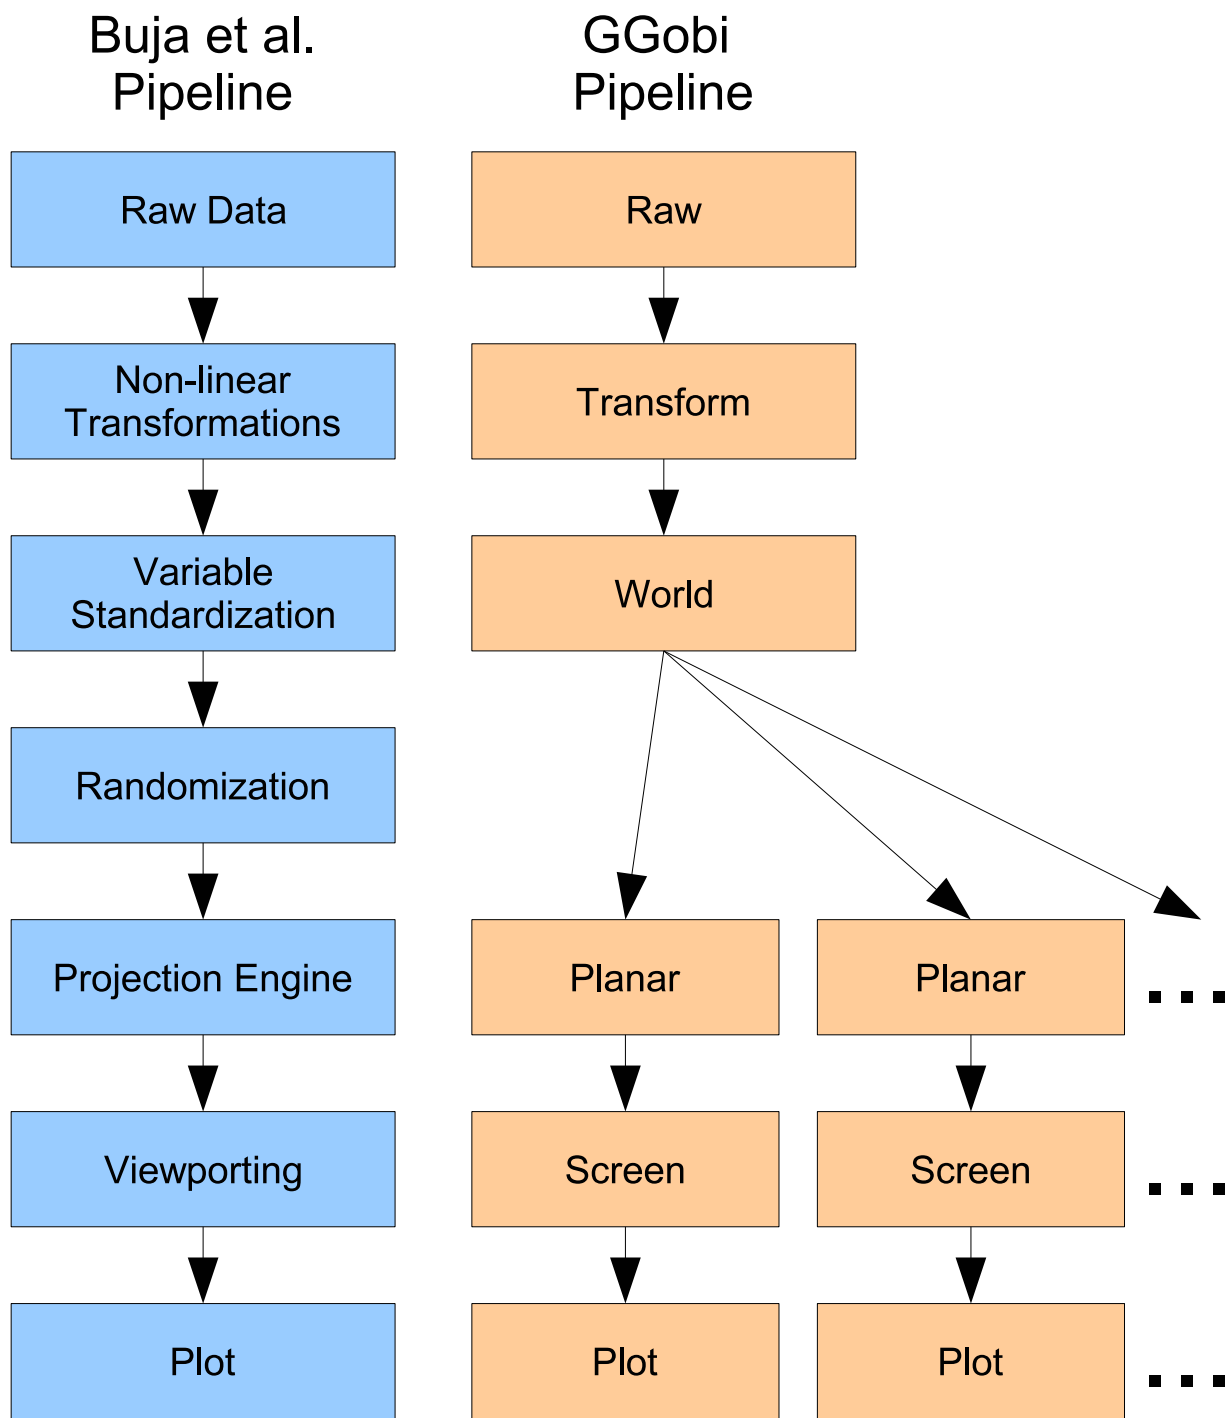 Buja et al.
Pipeline
GGobi
Pipeline
Raw Data
Raw
Non-linear
Transformations
Transform
Variable
Standardization
World
Randomization
Projection Engine
Planar
Planar
...
Viewporting
Screen
Screen
...
Plot
Plot
Plot
...